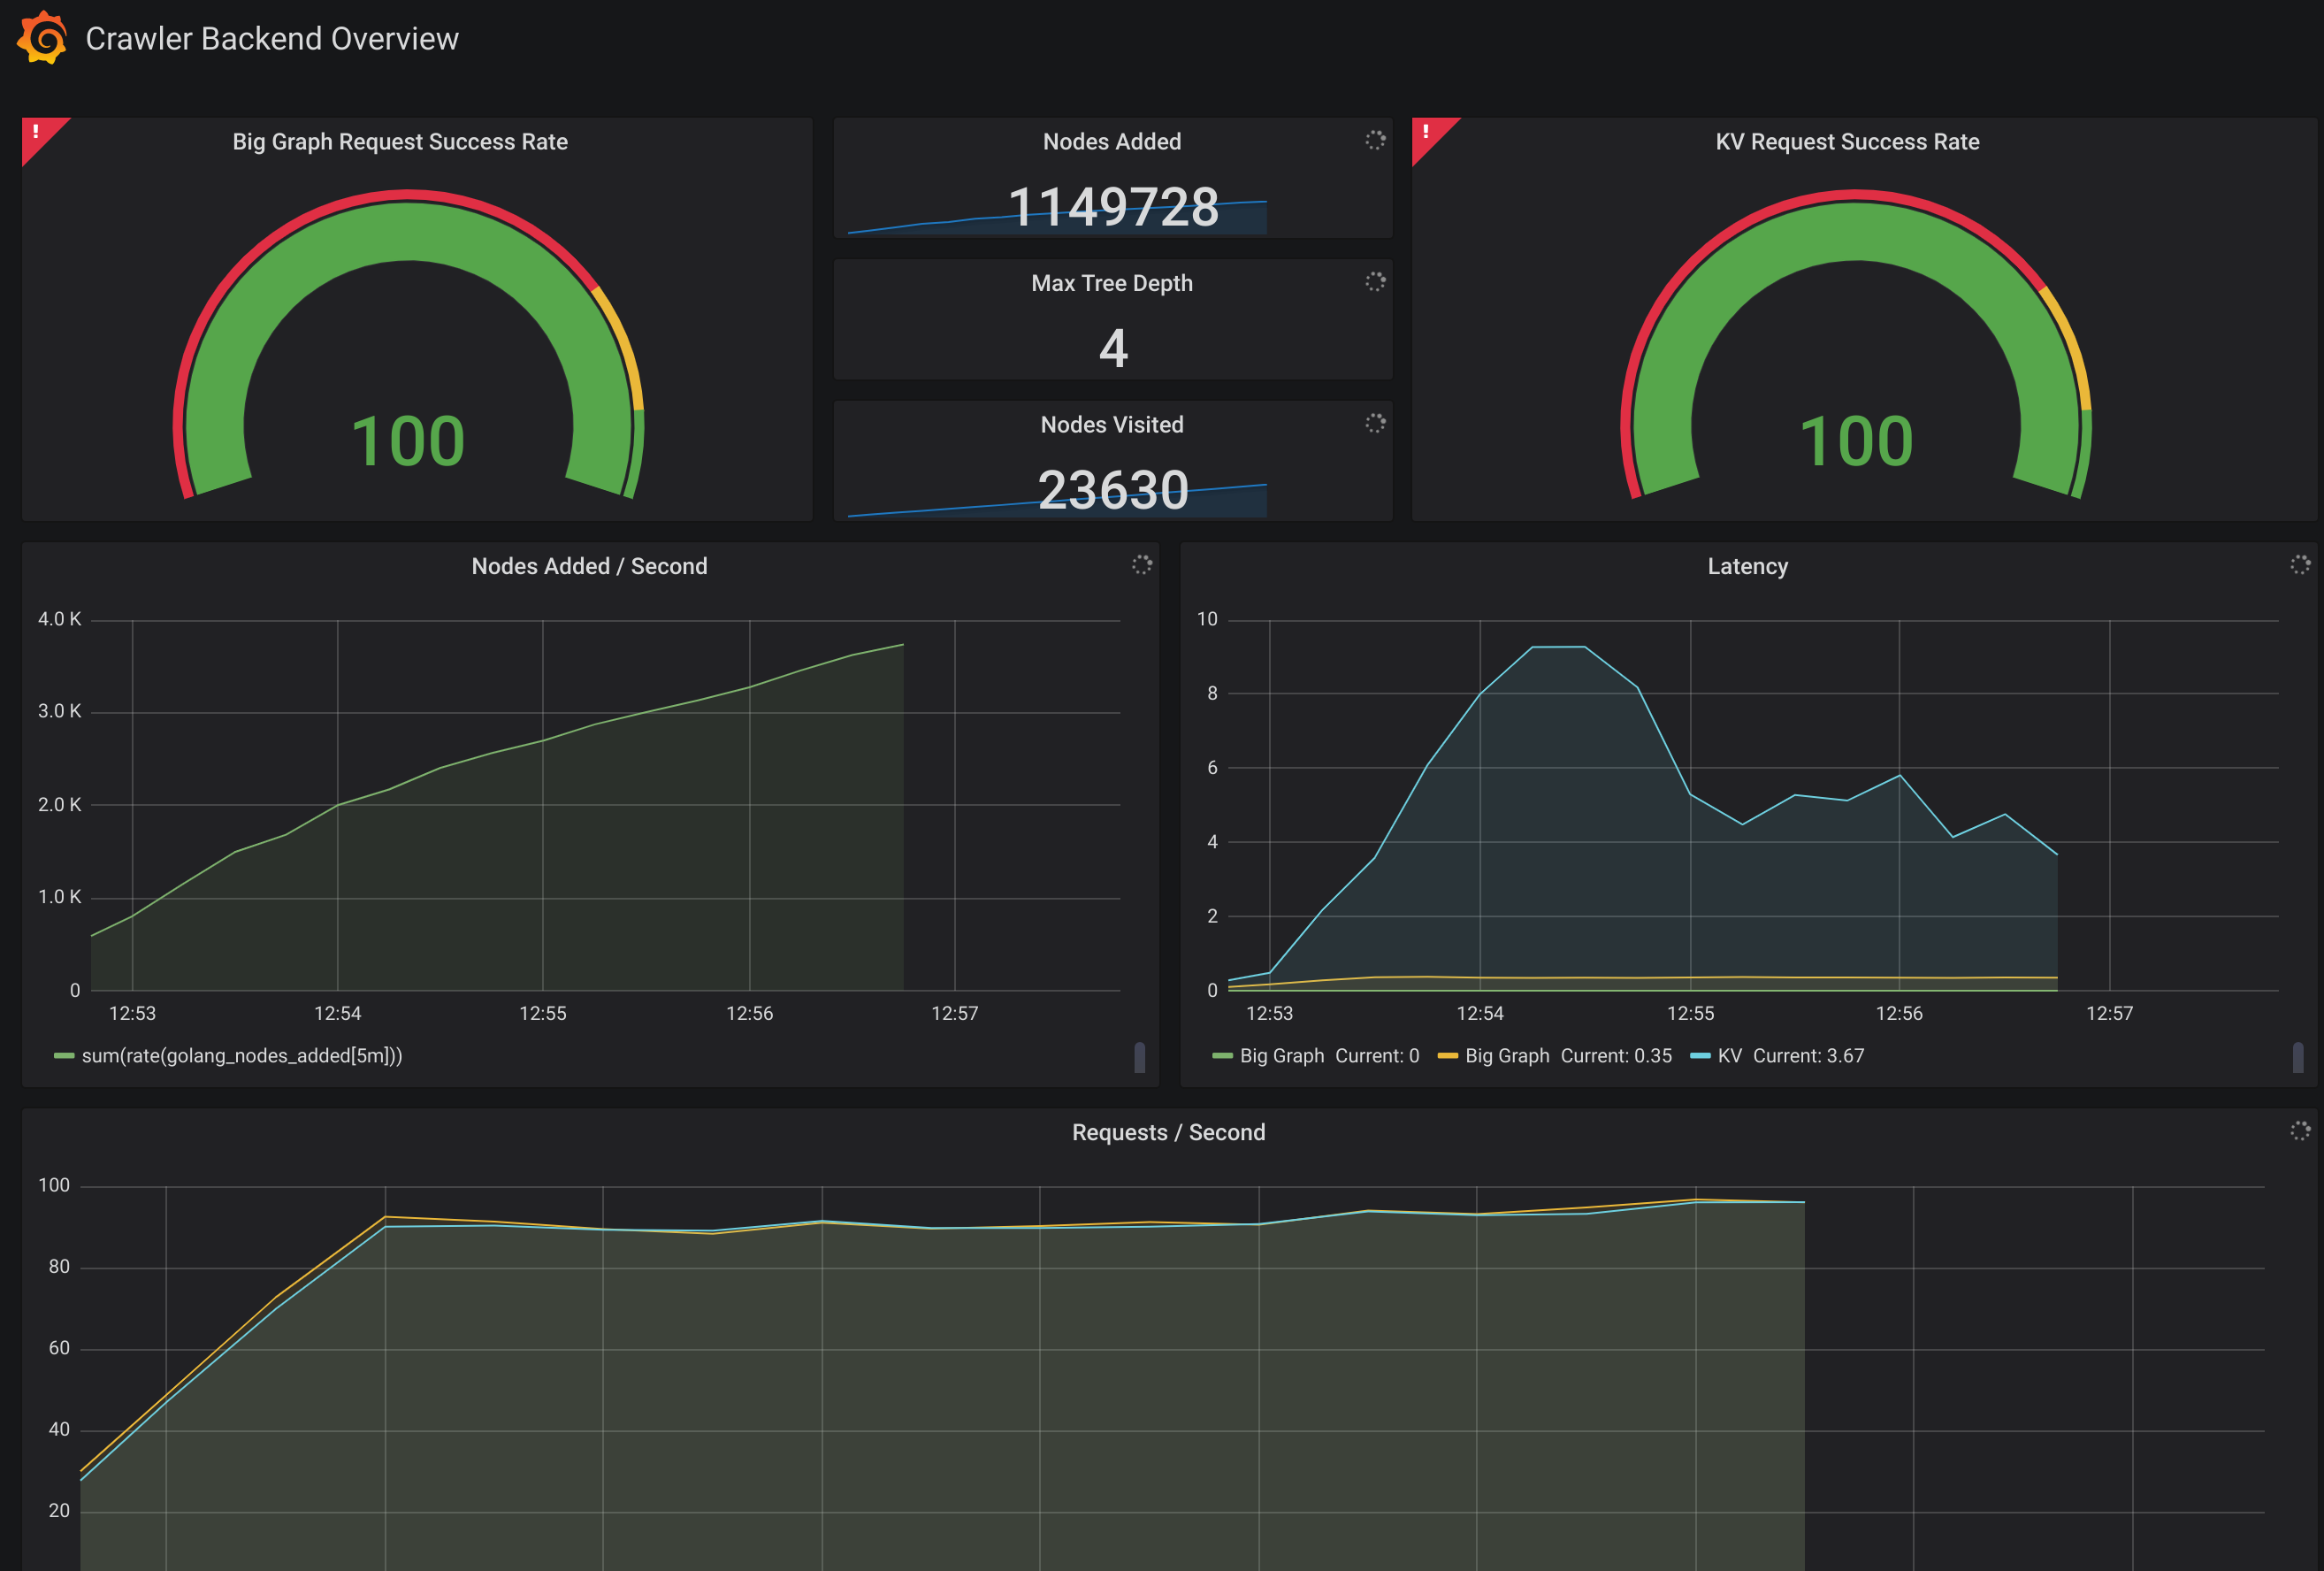 Crawler Backend Overview
!
Big Graph Request Success Rate
100
Nodes Added
1149728
Max Tree Depth
4
Nodes Visited
23630
!
KV Request Success Rate
100
Nodes Added / Second
4.0 K
3.0 K
2.0 K
1.0 K
0
12:53 12:54 12:55 12:56 12:57
sum(rate(golang_nodes_added[5m]))
Latency
10
8
6
4
2
0
12:53 12:54 12:55 12:56 12:57
Big Graph Current: 0 Big Graph Current: 0.35 KV Current: 3.67
Requests / Second
100
80
60
40
20